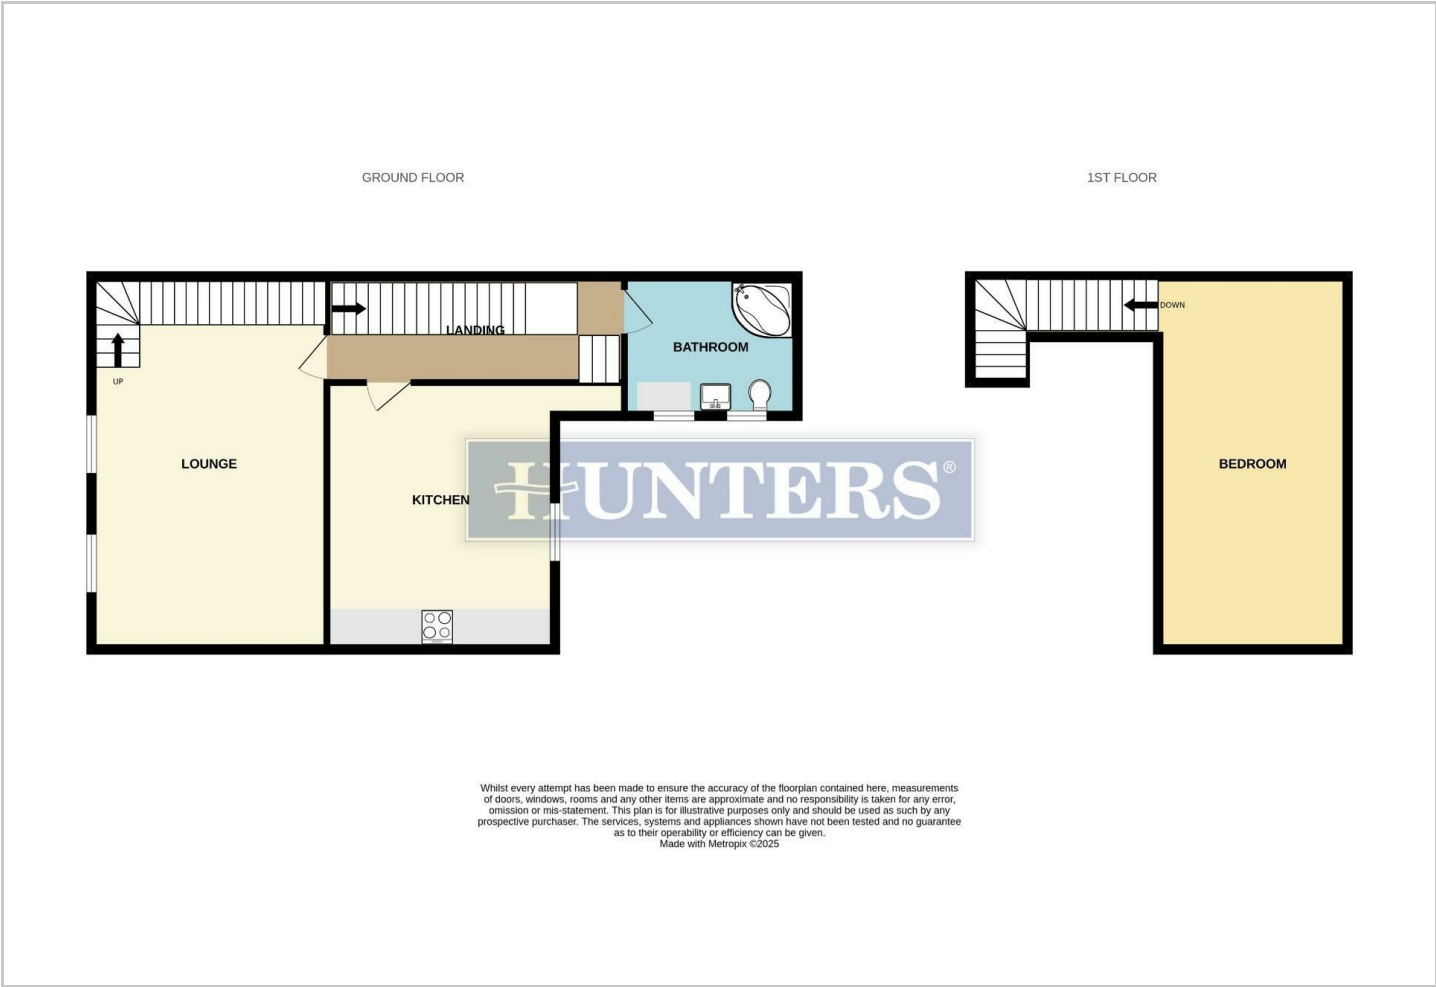 GROUND FLOOR
1ST FLOOR
LANDING
DOWN
BATHROOM
UP
LOUNGE
BEDROOM
KITCHEN
HUNTERS®
Whilst every attempt has been made to ensure the accuracy of the floorplan contained here, measurements
of doors, windows, rooms and any other items are approximate and no responsibility is taken for any error,
omission or mis-statement. This plan is for illustrative purposes only and should be used as such by any
prospective purchaser. The services, systems and appliances shown have not been tested and no guarantee
as to their operability or efficiency can be given.
Made with Metropix ©2025